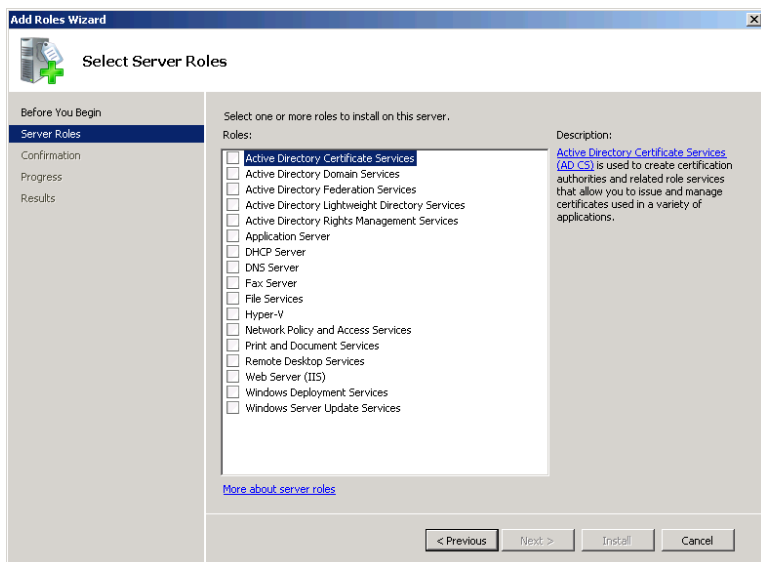 Add Roles Wizard
Select Server Roles
Before You Begin
Server Roles
Confirmation
Progress
Results
Select one or more roles to install on this server.
Roles:
Active Directory Certificate Services
Active Directory Domain Services
Active Directory Federation Services
Active Directory Lightweight Directory Services
Active Directory Rights Management Services
Application Server
DHCP Server
DNS Server
Fax Server
File Services
Hyper-V
Network Policy and Access Services
Print and Document Services
Remote Desktop Services
Web Server (IIS)
Windows Deployment Services
Windows Server Update Services
More about server roles
Description:
Active Directory Certificate Services
(AD CS) is used to create certification
authorities and related role services
that allow you to issue and manage
certificates used in a variety of
applications.
< Previous
Next >
Install
Cancel